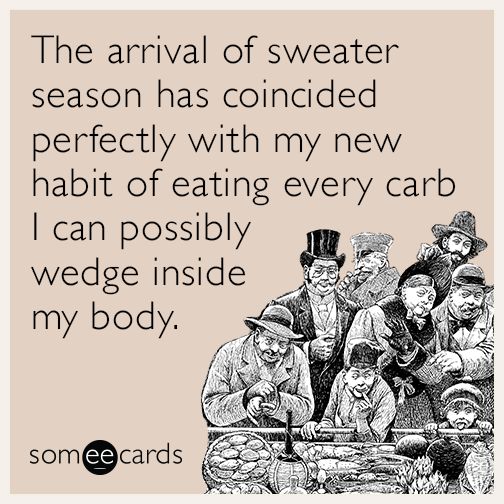 The arrival of sweater
season has coincided
perfectly with my new
habit of eating every carb
I can possibly
wedge inside
my body.
someecards